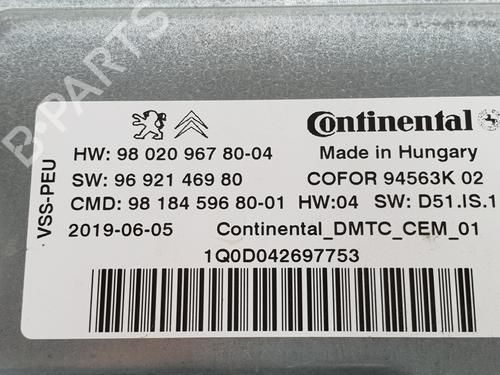 Continental
HW: 98 020 967 80-04 Made in Hungary
SW: 96 921 469 80 COFOR 94563K 02
CMD: 98 184 596 80-01 HW:04 SW: D51.IS.1
2019-06-05 Continental_DMTC_CEM_01
1Q0D042697753
VSS-PEU
B-PARTS